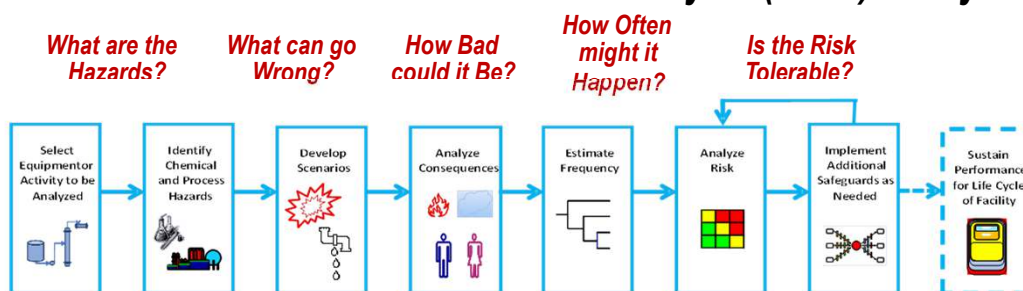 What are the
Hazards?
What can go
Wrong?
How Bad
could it Be?
How Often
might it
Happen?
Is the Risk
Tolerable?
Select
Equipmentor
Activity to be
Analyzed
Identify
Chemical
and Process
Hazards
Develop
Scenarios
Analyze
Consequences
Estimate
Frequency
Analyze
Risk
Implement
Additional
Safeguards as
Needed
Sustain
Performance
for Life Cycle
of Facility